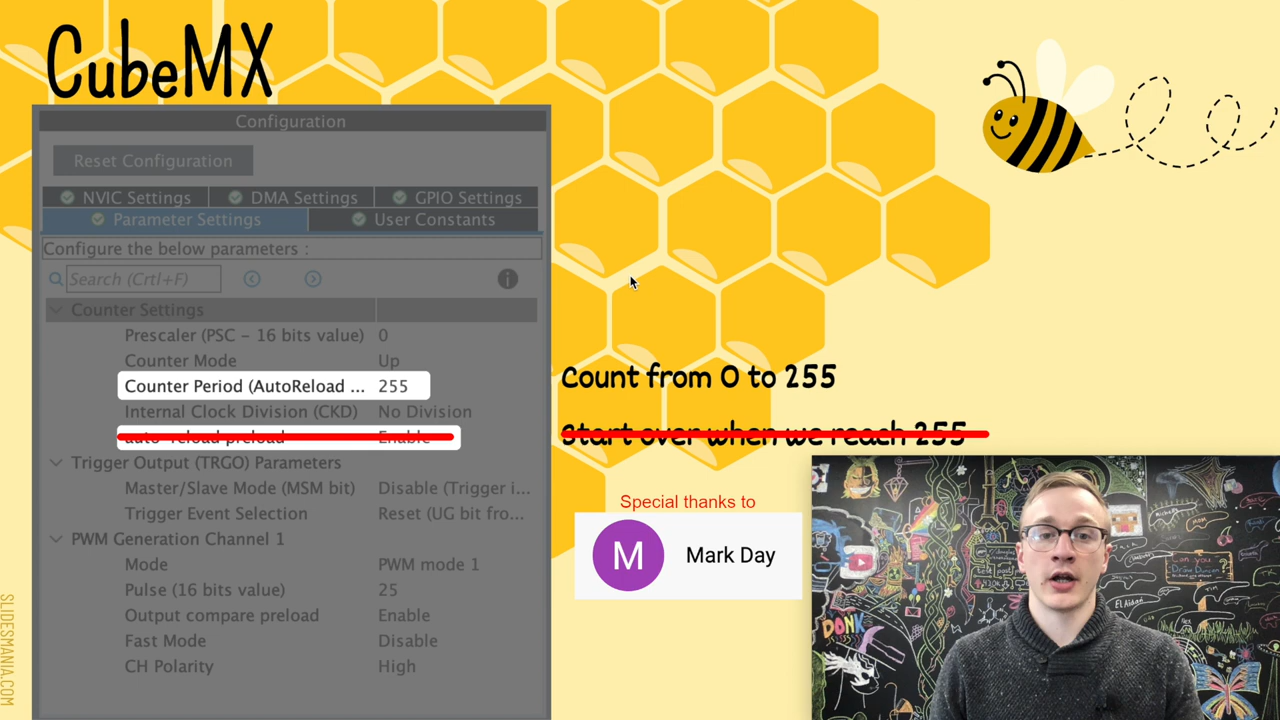 CubeMX
Configuration
Reset Configuration
NVIC Settings
DMA Settings
GPIO Settings
Parameter Settings
User Constants
Configure the below parameters :
Search (Crtl+F)
Counter Settings
Prescaler (PSC - 16 bits value) 0
Counter Mode Up
Counter Period (AutoReload ... 255
Internal Clock Division (CKD) No Division
auto-reload preload Enable
Trigger Output (TRGO) Parameters
Master/Slave Mode (MSM bit) Disable (Trigger i...
Trigger Event Selection Reset (UG bit fro...
PWM Generation Channel 1
Mode PWM mode 1
Pulse (16 bits value) 25
Output compare preload Enable
Fast Mode Disable
CH Polarity High
Count from 0 to 255
Start over when we reach 255
Special thanks to
M Mark Day
SLIDESMANIA.COM
DONK
Can you